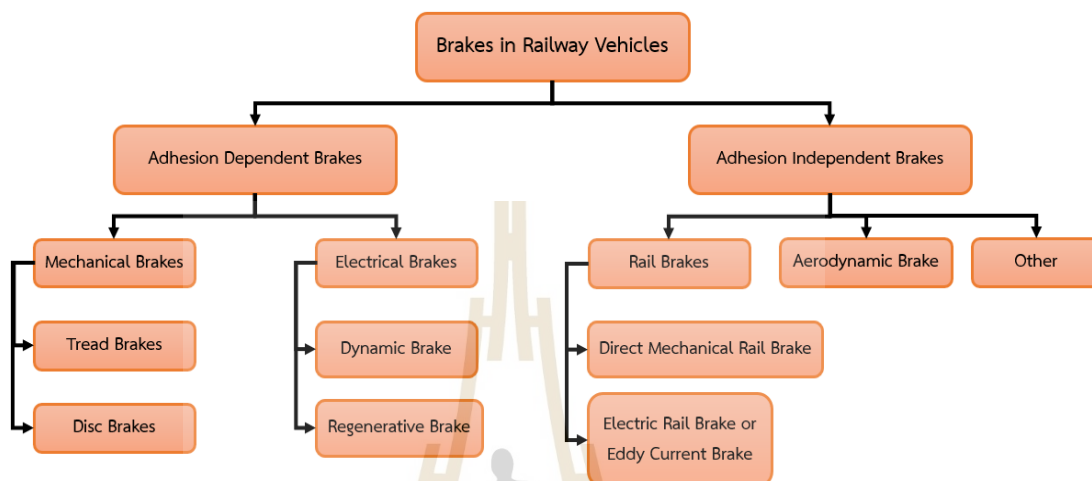 Brakes in Railway Vehicles
Adhesion Dependent Brakes
Adhesion Independent Brakes
Mechanical Brakes
Electrical Brakes
Rail Brakes
Aerodynamic Brake
Other
Tread Brakes
Dynamic Brake
Direct Mechanical Rail Brake
Disc Brakes
Regenerative Brake
Electric Rail Brake or
Eddy Current Brake